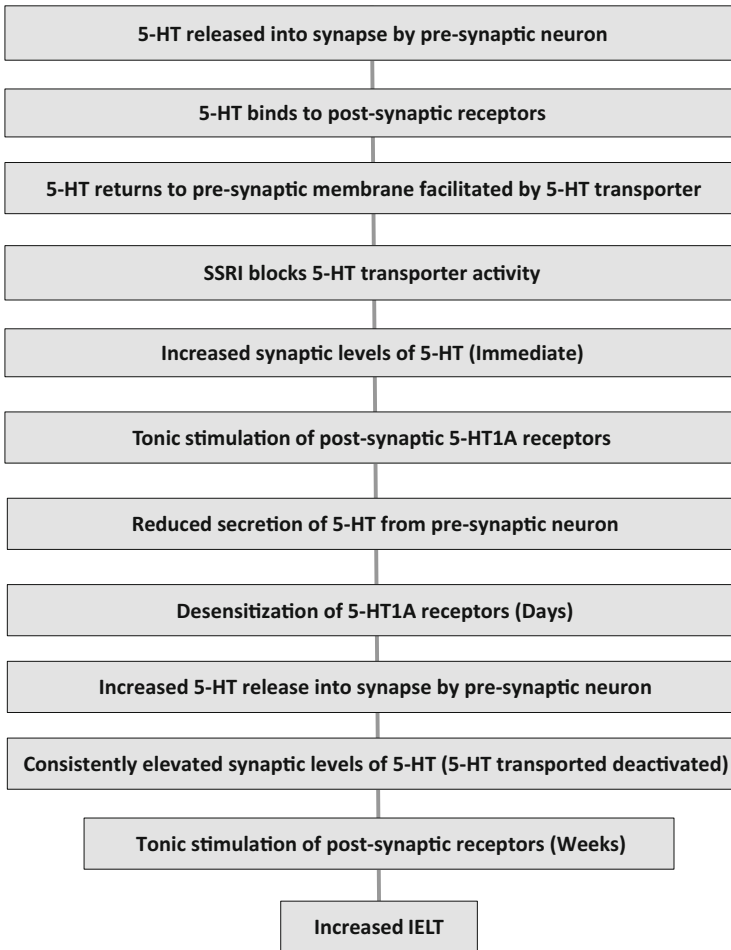 5-HT released into synapse by pre-synaptic neuron
5-HT binds to post-synaptic receptors
5-HT returns to pre-synaptic membrane facilitated by 5-HT transporter
SSRI blocks 5-HT transporter activity
Increased synaptic levels of 5-HT (Immediate)
Tonic stimulation of post-synaptic 5-HT1A receptors
Reduced secretion of 5-HT from pre-synaptic neuron
Desensitization of 5-HT1A receptors (Days)
Increased 5-HT release into synapse by pre-synaptic neuron
Consistently elevated synaptic levels of 5-HT (5-HT transported deactivated)
Tonic stimulation of post-synaptic receptors (Weeks)
Increased IELT